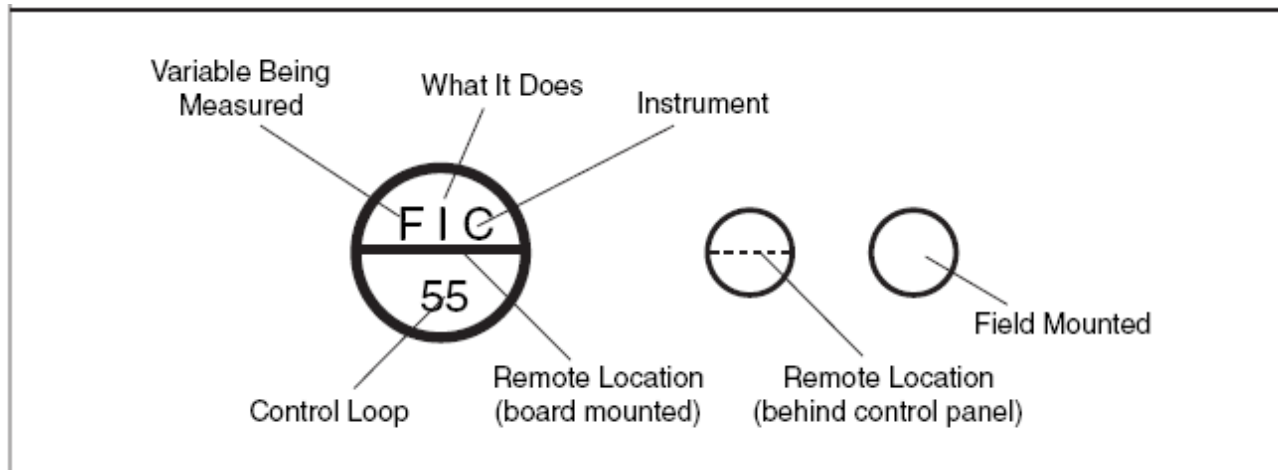 Variable Being
Measured
What It Does
Instrument
F I C
55
Control Loop
Remote Location
(board mounted)
Remote Location
(behind control panel)
Field Mounted